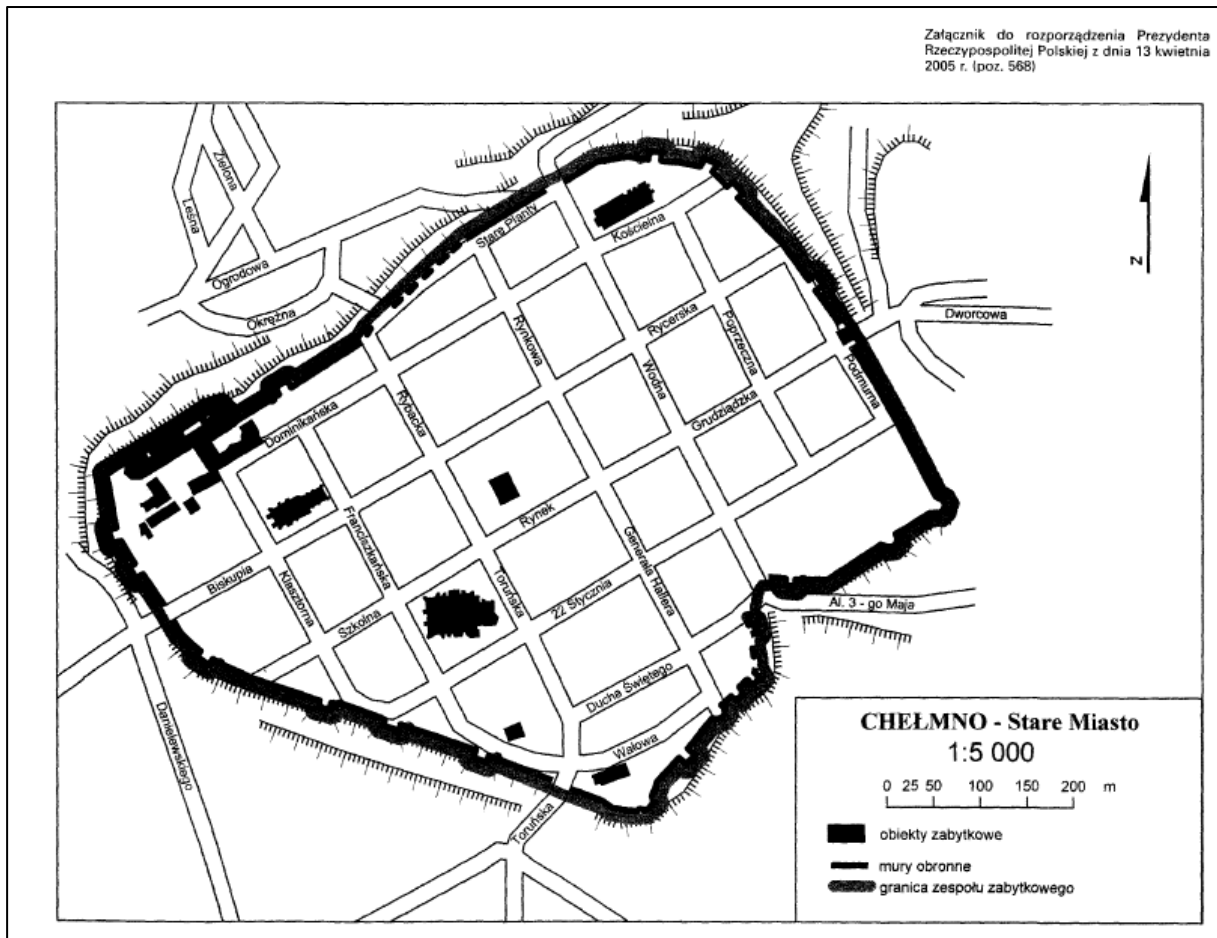 Załącznik do rozporządzenia Prezydenta
Rzeczypospolitej Polskiej z dnia 13 kwietnia
2005 r. (poz. 568)
Zielona
Leśna
Ogrodowa
Okrężna
Stare Planty
Kościelna
N
Dworcowa
Rynkowa
Rycerska
Poprzeczna
Wodna
Podmurna
Grudziądzka
Rybacka
Dominikańska
Rynek
Franciszkańska
Generała Hallera
Biskupia
Klasztorna
Toruńska
22 Stycznia
Szkolna
Al. 3 - go Maja
Ducha Świętego
Danielewskiego
Wałowa
Toruńska
CHEŁMNO - Stare Miasto
1:5 000
0 25 50 100 150 200 m
obiekty zabytkowe
mury obronne
granica zespołu zabytkowego